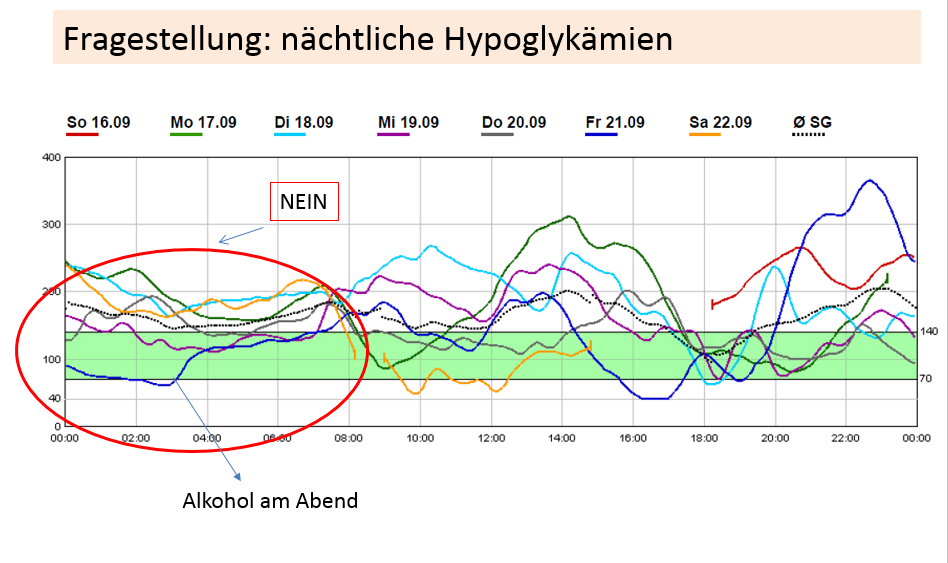 Fragestellung: nächtliche Hypoglykämien
So 16.09 Mo 17.09 Di 18.09 Mi 19.09 Do 20.09 Fr 21.09 Sa 22.09 Ø SG
400
NEIN
300
200
140
100
70
40
0
00:00 02:00 04:00 06:00 08:00 10:00 12:00 14:00 16:00 18:00 20:00 22:00 00:00
Alkohol am Abend